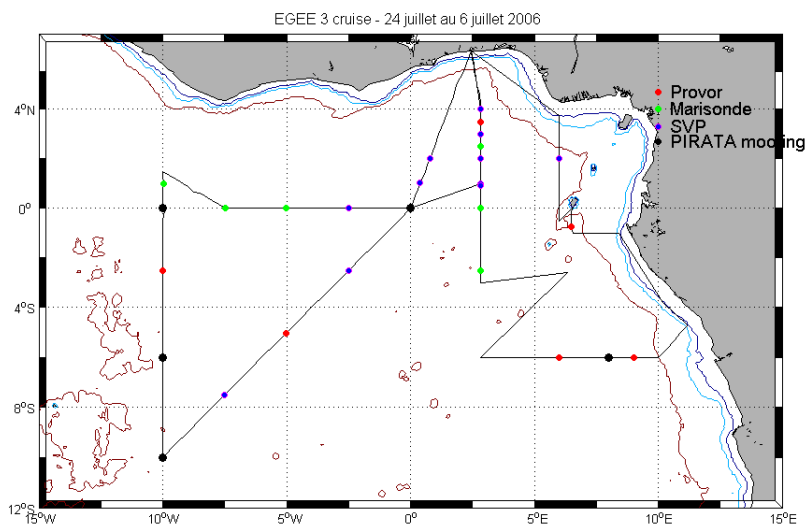 EGEE 3 cruise - 24 juillet au 6 juillet 2006
Provor
Marisonde
SVP
PIRATA mooring
4°N
0°
4°S
8°S
12°S
15°W
10°W
5°W
0°
5°E
10°E
15°E